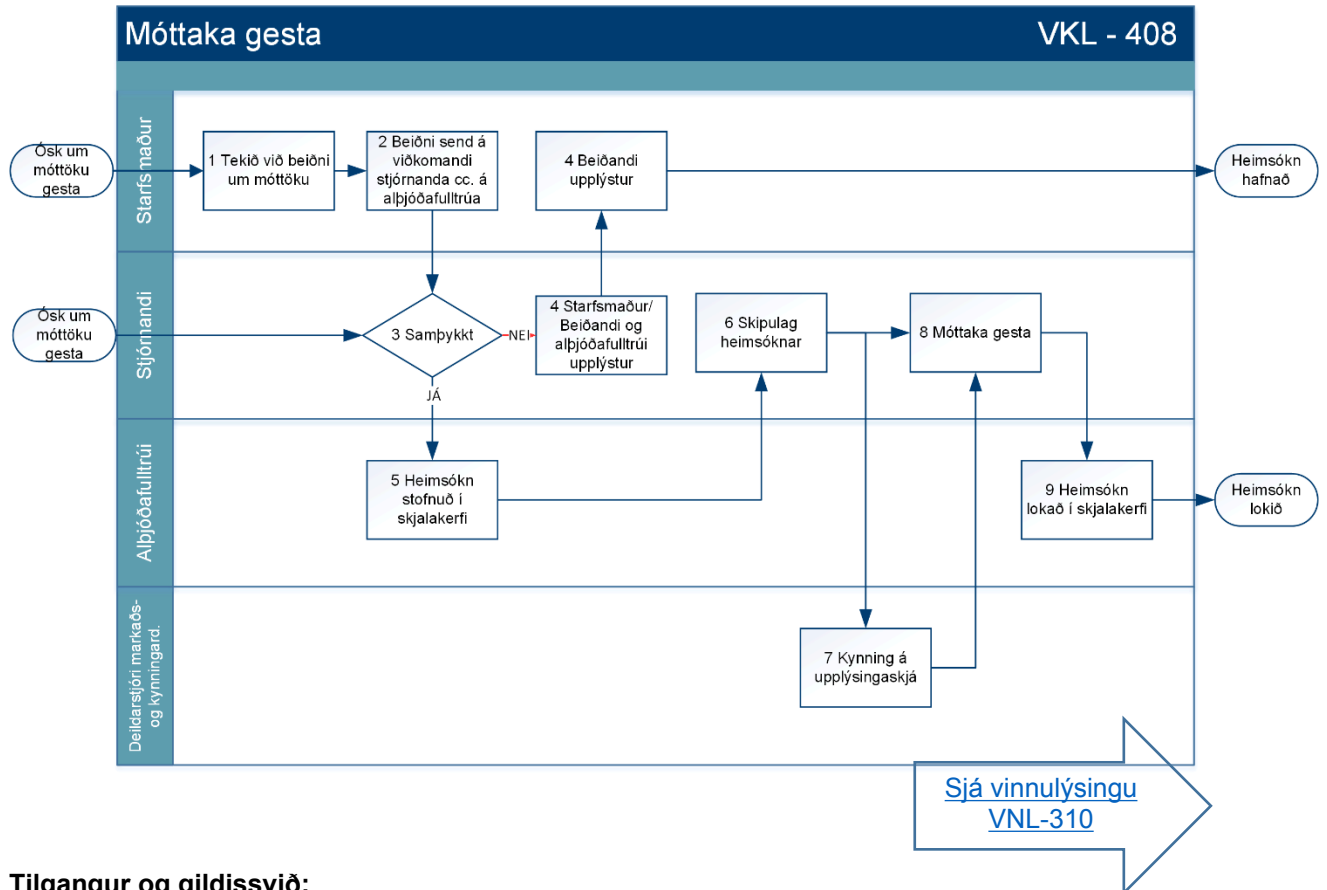 Móttaka gesta
VKL - 408
Starfsmaður
Ósk um
móttöku
gesta
1 Tekið við beiðni
um móttöku
2 Beiðni send á
viðkomandi
stjórnanda cc. á
alþjóðafulltrúa
4 Beiðandi
upplýstur
Heimsókn
hafnað
Stjórnandi
Ósk um
móttöku
gesta
3 Samþykkt
NEI
JÁ
4 Starfsmaður/
Beiðandi og
alþjóðafulltrúi
upplýstur
6 Skipulag
heimsóknar
8 Móttaka gesta
Alþjóðafulltrúi
5 Heimsókn
stofnuð í
skjalakerfi
9 Heimsókn
lokað í skjalakerfi
Heimsókn
lokið
Deildarstjóri markaðs-
og kynningard.
7 Kynning á
upplýsingaskjá
Sjá vinnulýsingu
VNL-310
Tilgangur og gildissvið: